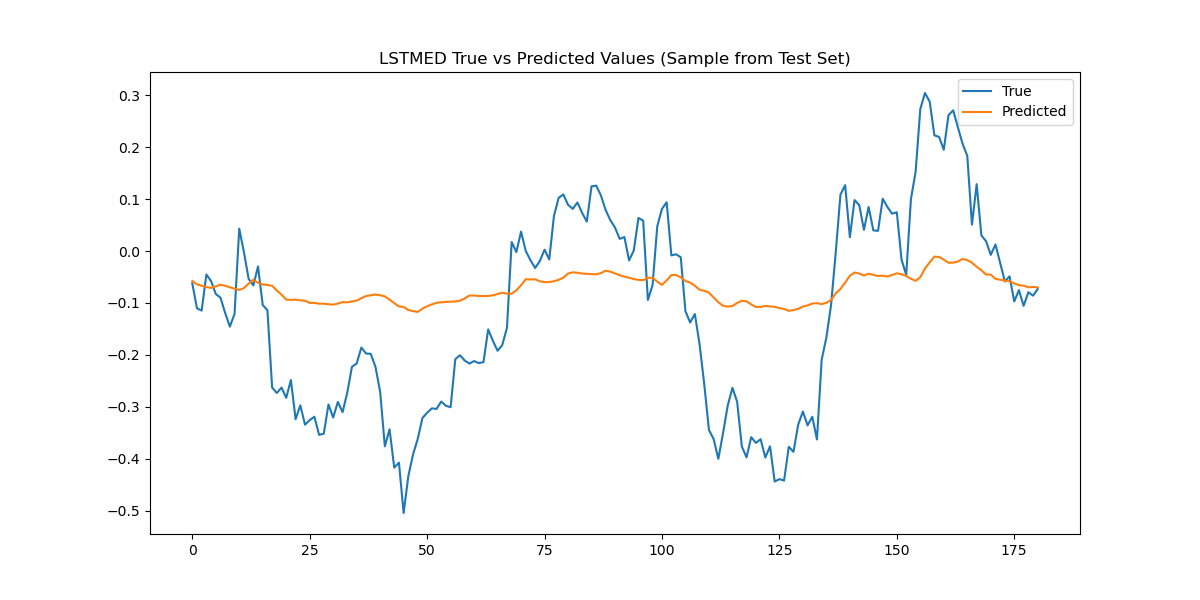 LSTMED True vs Predicted Values (Sample from Test Set)
True
Predicted
0.3
0.2
0.1
0.0
−0.1
−0.2
−0.3
−0.4
−0.5
0 25 50 75 100 125 150 175